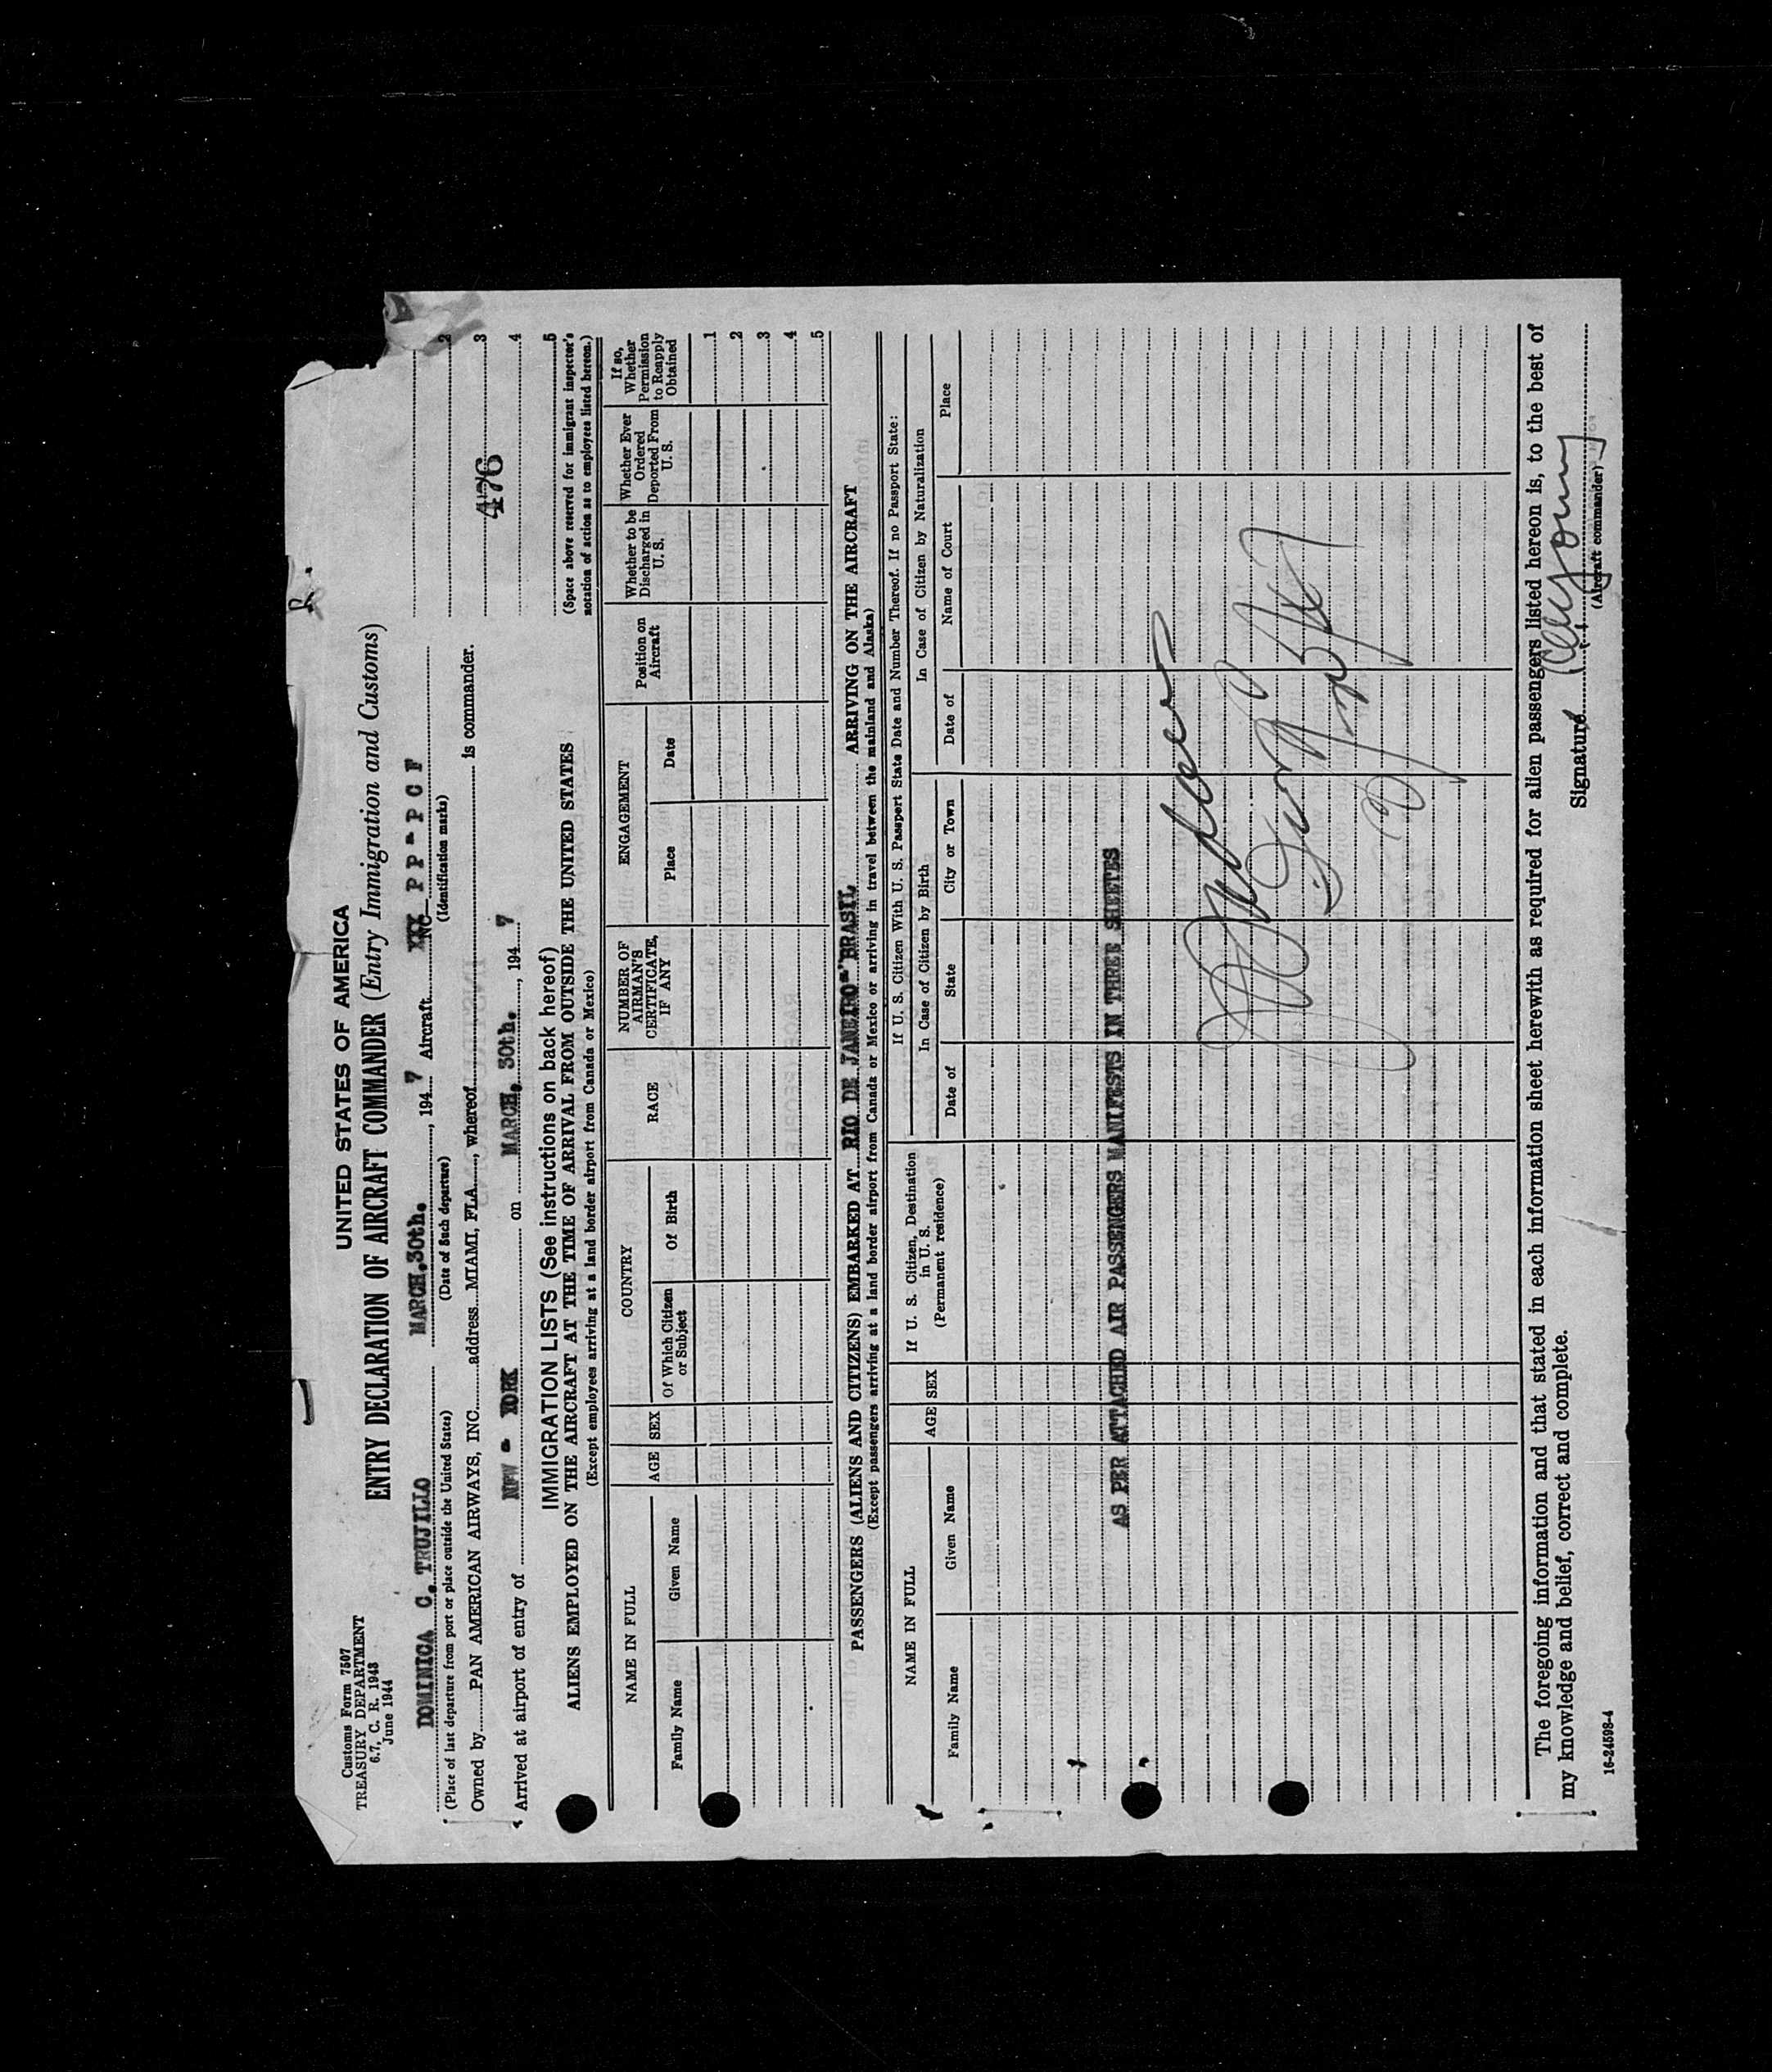 Customs Form 7507
TREASURY DEPARTMENT
6.7, C. R. 1943
June 1944
UNITED STATES OF AMERICA
ENTRY DECLARATION OF AIRCRAFT COMMANDER (Entry Immigration and Customs)
DOMINICA C. TRUJILLO MARCH.30th., 1947 Aircraft XXX NC P P - P C F
(Place of last departure from port or place outside the United States) (Date of Such departure) (Identification marks)
2
Owned by PAN AMERICAN AIRWAYS, INC. address MIAMI, FLA., whereof is commander.
476 3
Arrived at airport of entry of NEW - YORK on MARCH. 30th., 1947
4
5
(Space above reserved for immigrant inspector's notation of action as to employees listed hereon.)
IMMIGRATION LISTS (See instructions on back hereof)
ALIENS EMPLOYED ON THE AIRCRAFT AT THE TIME OF ARRIVAL FROM OUTSIDE THE UNITED STATES
(Except employees arriving at a land border airport from Canada or Mexico)
NAME IN FULL AGE SEX COUNTRY RACE NUMBER OF AIRMAN'S CERTIFICATE, IF ANY ENGAGEMENT Position on Aircraft Whether to be Discharged in U. S. Whether Ever Ordered Deported From U. S. If so, Whether Permission to Reapply Obtained
Family Name Given Name Of Which Citizen or Subject Of Birth Place Date
1
2
3
4
5
PASSENGERS (ALIENS AND CITIZENS) EMBARKED AT RIO DE JANEIRO - BRASIL ARRIVING ON THE AIRCRAFT
(Except passengers arriving at a land border airport from Canada or Mexico or arriving in travel between the mainland and Alaska)
NAME IN FULL AGE SEX If U. S. Citizen, Destination in U. S. (Permanent residence) If U. S. Citizen With U. S. Passport State Date and Number Thereof. If no Passport State:
In Case of Citizen by Birth In Case of Citizen by Naturalization
Family Name Given Name Date of State City or Town Date of Name of Court Place
AS PER ATTACHED AIR PASSENGERS MANIFESTS IN THREE SHEETES
The foregoing information and that stated in each information sheet herewith as required for alien passengers listed hereon is, to the best of
my knowledge and belief, correct and complete.
Signature
(Aircraft commander)
16-24598-4